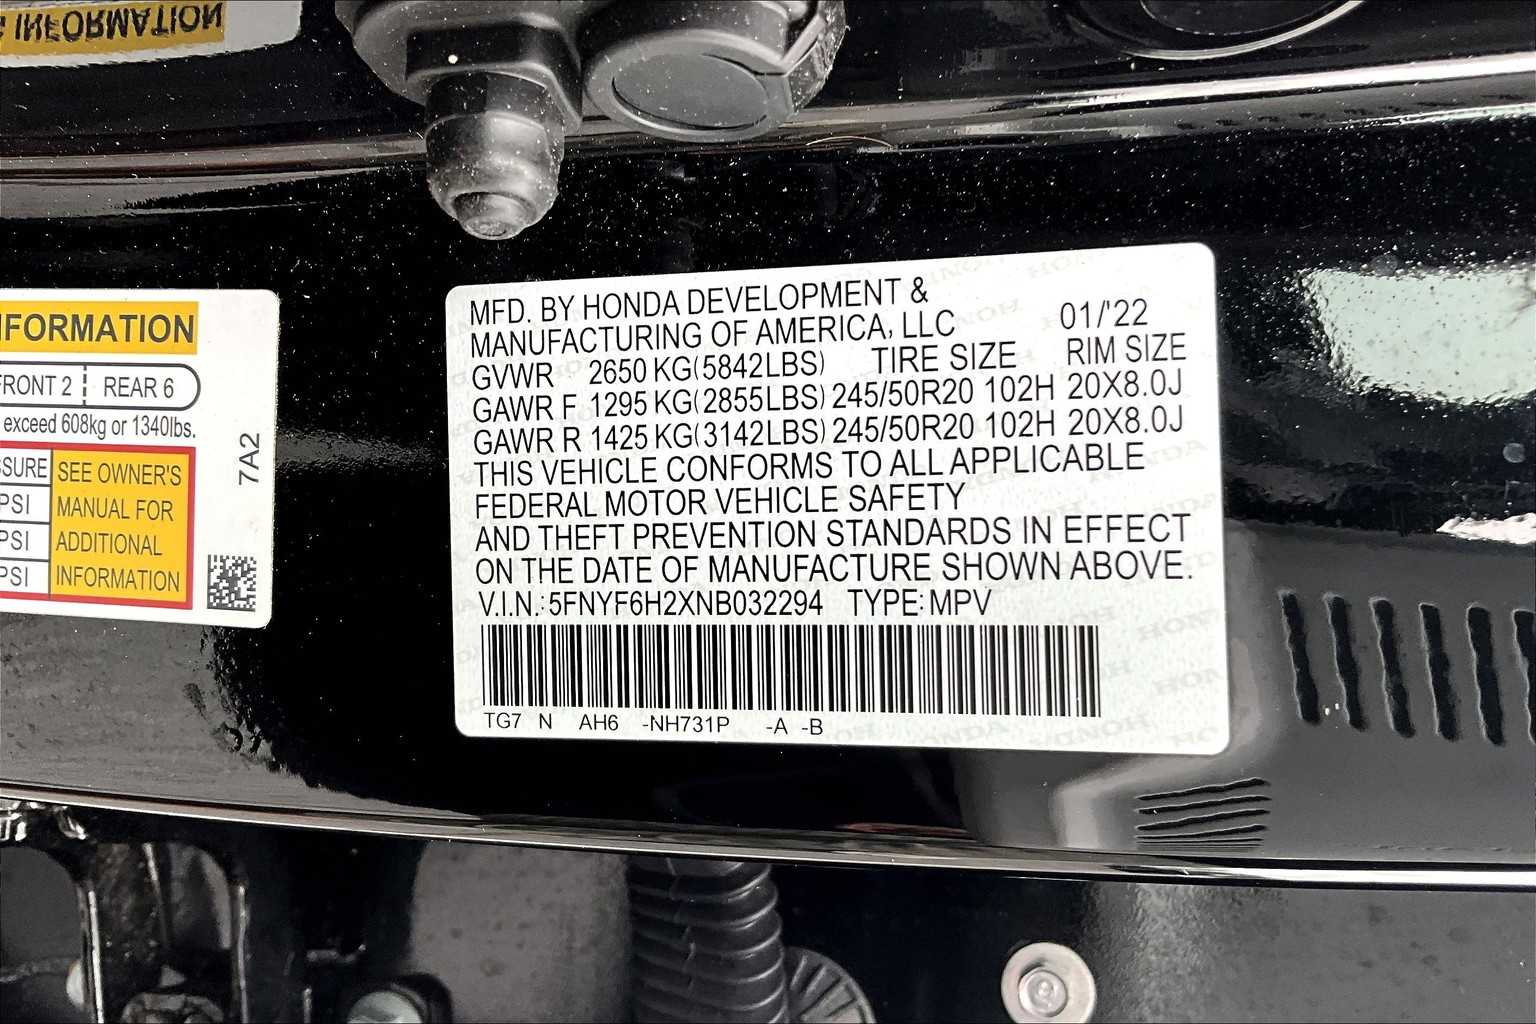 INFORMATION
NFORMATION
FRONT 2 REAR 6
exceed 608kg or 1340lbs.
SSURE SEE OWNER'S
PSI MANUAL FOR
PSI ADDITIONAL
PSI INFORMATION
7A2
MFD. BY HONDA DEVELOPMENT &
MANUFACTURING OF AMERICA, LLC 01/'22
GVWR 2650 KG(5842LBS) TIRE SIZE RIM SIZE
GAWR F 1295 KG(2855LBS) 245/50R20 102H 20X8.0J
GAWR R 1425 KG(3142LBS) 245/50R20 102H 20X8.0J
THIS VEHICLE CONFORMS TO ALL APPLICABLE
FEDERAL MOTOR VEHICLE SAFETY
AND THEFT PREVENTION STANDARDS IN EFFECT
ON THE DATE OF MANUFACTURE SHOWN ABOVE.
V.I.N.: 5FNYF6H2XNB032294 TYPE: MPV
TG7 N AH6 -NH731P -A -B